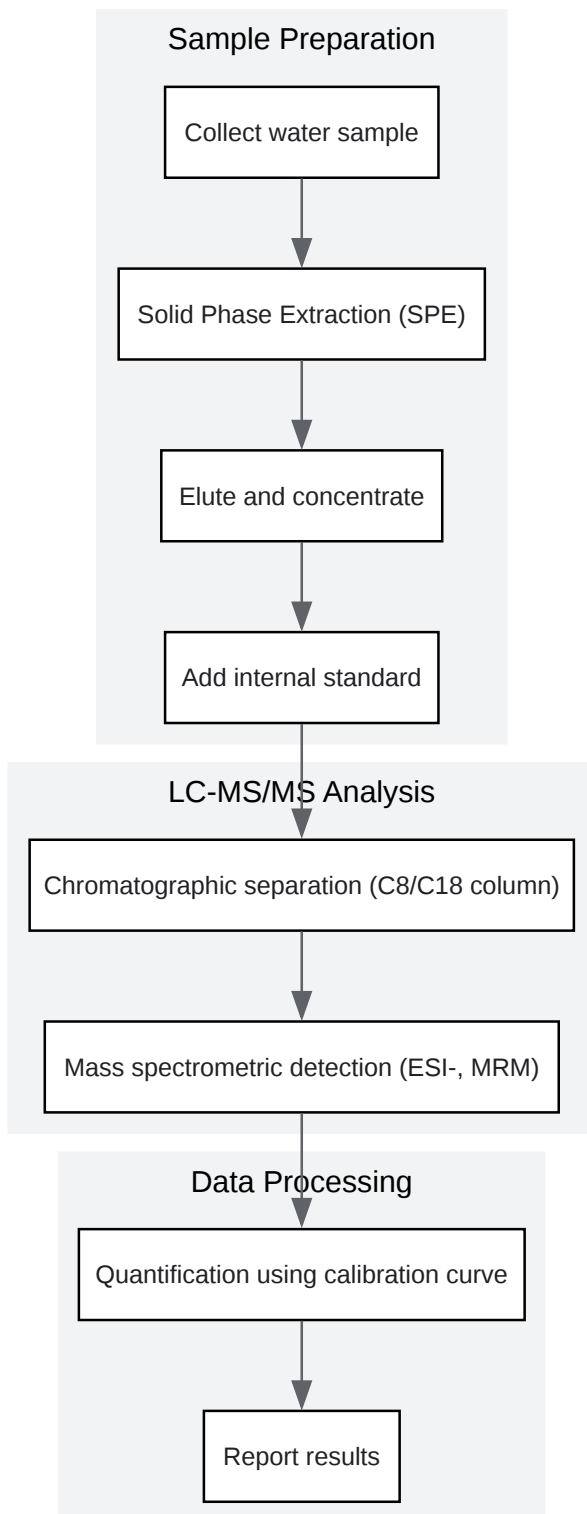 Sample Preparation
Collect water sample
Solid Phase Extraction (SPE)
Elute and concentrate
Add internal standard
LC-MS/MS Analysis
Chromatographic separation (C8/C18 column)
Mass spectrometric detection (ESI-, MRM)
Data Processing
Quantification using calibration curve
Report results